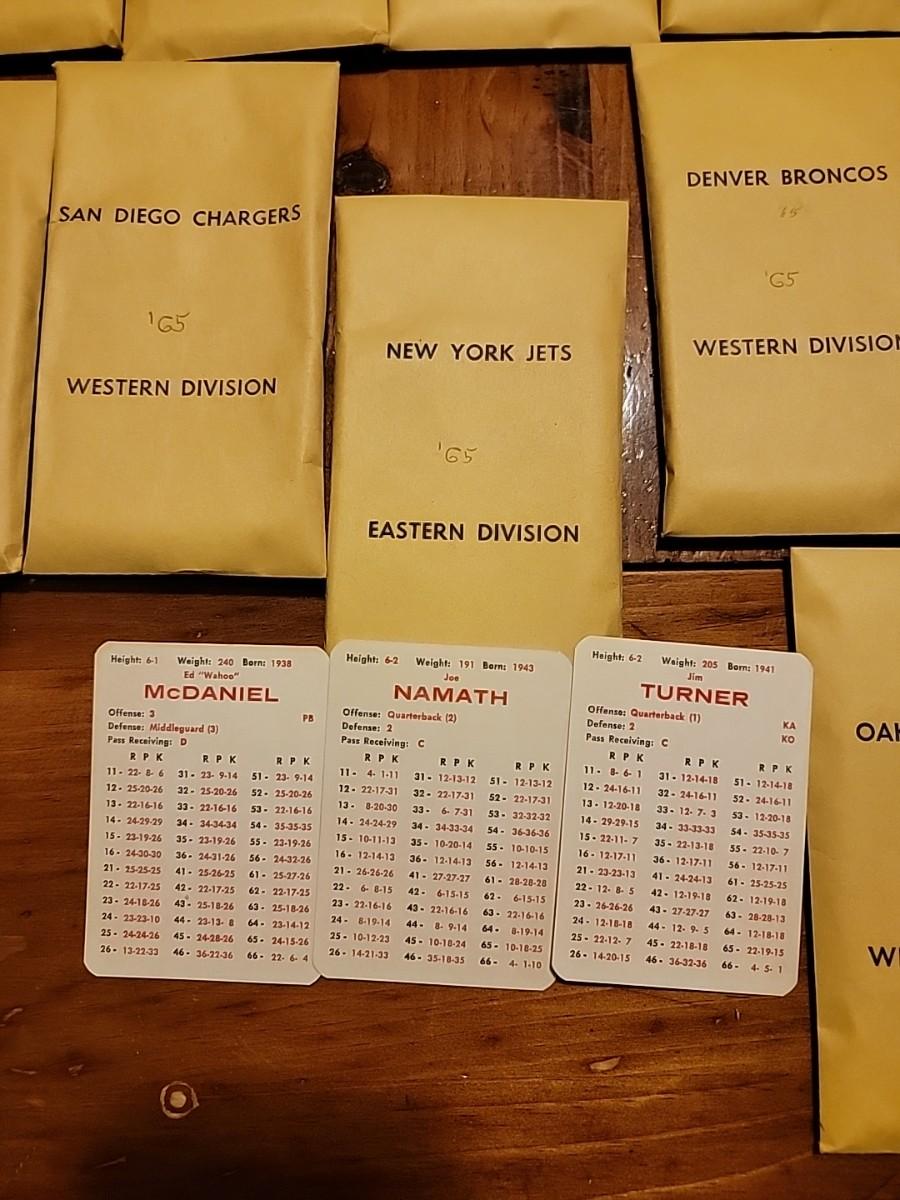 SAN DIEGO CHARGERS
'65
WESTERN DIVISION
NEW YORK JETS
'65
EASTERN DIVISION
DENVER BRONCOS
65
'65
WESTERN DIVISION
Height: 6-1 Weight: 240 Born: 1938
Ed "Wahoo"
McDANIEL
Offense: 3 PB
Defense: Middleguard (3)
Pass Receiving: D
R P K R P K R P K
11 - 22- 8- 6 31 - 23- 9-14 51 - 23- 9-14
12 - 25-20-26 32 - 25-20-26 52 - 25-20-26
13 - 22-16-16 33 - 22-16-16 53 - 22-16-16
14 - 24-29-29 34 - 34-34-34 54 - 35-35-35
15 - 23-19-26 35 - 23-19-26 55 - 23-19-26
16 - 24-30-30 36 - 24-31-26 56 - 24-32-26
21 - 25-25-25 41 - 25-26-25 61 - 25-27-26
22 - 22-17-25 42 - 22-17-25 62 - 22-17-25
23 - 24-18-26 43 - 25-18-26 63 - 25-18-26
24 - 23-23-10 44 - 23-13- 8 64 - 23-14-12
25 - 24-24-26 45 - 24-28-26 65 - 24-15-26
26 - 13-22-33 46 - 36-22-36 66 - 22- 6- 4
Height: 6-2 Weight: 191 Born: 1943
Joe
NAMATH
Offense: Quarterback (2)
Defense: 2
Pass Receiving: C
R P K R P K R P K
11 - 4- 1-11 31 - 12-13-12 51 - 12-13-12
12 - 22-17-31 32 - 22-17-31 52 - 22-17-31
13 - 8-20-30 33 - 6- 7-31 53 - 32-32-32
14 - 24-24-29 34 - 34-33-34 54 - 36-36-36
15 - 10-11-13 35 - 10-20-14 55 - 10-10-15
16 - 12-14-13 36 - 12-14-13 56 - 12-14-13
21 - 26-26-26 41 - 27-27-27 61 - 28-28-28
22 - 6- 8-15 42 - 6-15-15 62 - 6-15-15
23 - 22-16-16 43 - 22-16-16 63 - 22-16-16
24 - 8-19-14 44 - 8- 9-14 64 - 8-19-14
25 - 10-12-23 45 - 10-18-24 65 - 10-18-25
26 - 14-21-33 46 - 35-18-35 66 - 4- 1-10
Height: 6-2 Weight: 205 Born: 1941
Jim
TURNER
Offense: Quarterback (1) KA
Defense: 2 KO
Pass Receiving: C
R P K R P K R P K
11 - 8- 6- 1 31 - 12-14-18 51 - 12-14-18
12 - 24-16-11 32 - 24-16-11 52 - 24-16-11
13 - 12-20-18 33 - 12- 7- 3 53 - 12-20-18
14 - 29-29-15 34 - 33-33-33 54 - 35-35-35
15 - 22-11- 7 35 - 22-13-18 55 - 22-10- 7
16 - 12-17-11 36 - 12-17-11 56 - 12-17-11
21 - 23-23-13 41 - 24-24-13 61 - 25-25-25
22 - 12- 8- 5 42 - 12-19-18 62 - 12-19-18
23 - 26-26-26 43 - 27-27-27 63 - 28-28-13
24 - 12-18-18 44 - 12- 9- 5 64 - 12-18-18
25 - 22-12- 7 45 - 22-18-18 65 - 22-19-15
26 - 14-20-15 46 - 36-32-36 66 - 4- 5- 1
OA
W